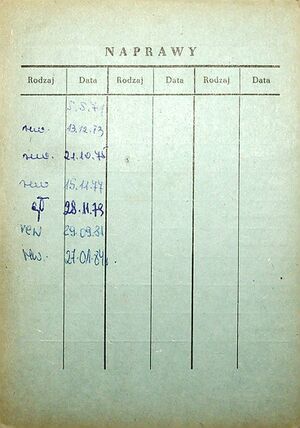 NAPRAWY
Rodzaj Data Rodzaj Data Rodzaj Data
5.5.71
rew. 13.12.73
rew. 21.10.75
rew 15.11.77
28.11.79
rew 29.09.81
rew. 27.01.84.